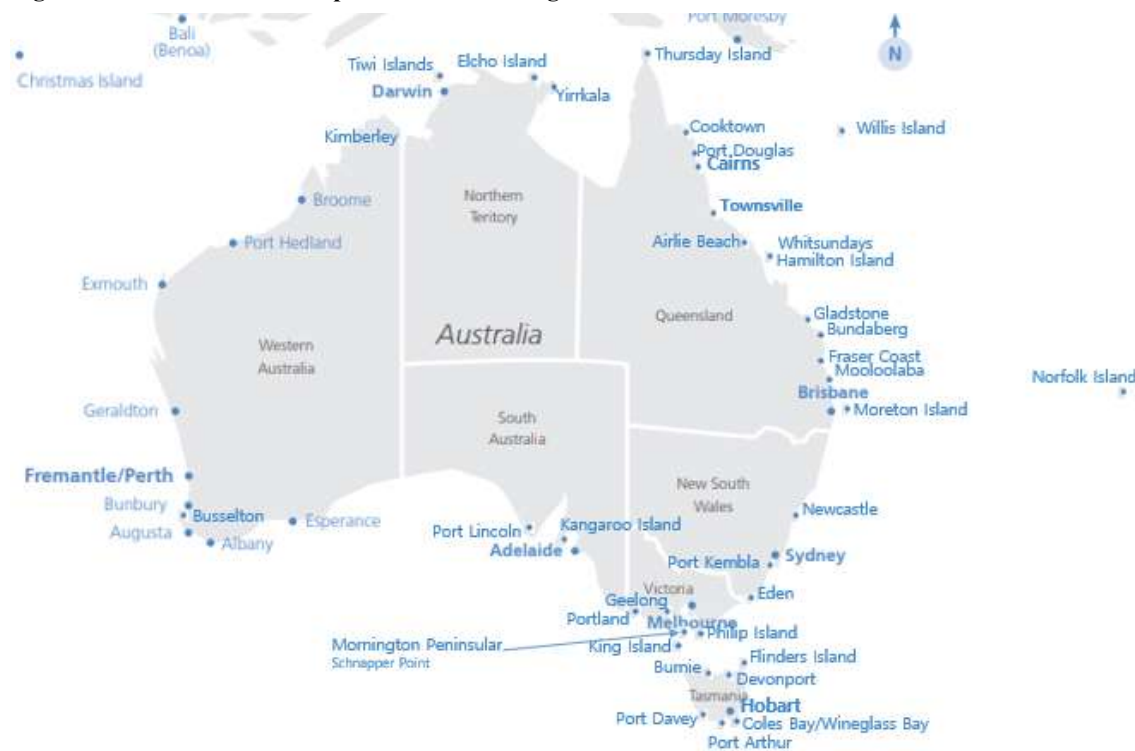 Port Moresby
Bali
(Benoa)
N
Christmas Island
Thursday Island
Tiwi Islands
Elcho Island
Darwin
Yirrkala
Kimberley
Cooktown
Willis Island
Port Douglas
Cairns
Broome
Northern
Teritory
Townsville
Port Hedland
Airlie Beach
Whitsundays
Hamilton Island
Exmouth
Queensland
Gladstone
Bundaberg
Australia
Western
Australia
Fraser Coast
Mooloolaba
Norfolk Island
Brisbane
Geraldton
Moreton Island
South
Australia
Fremantle/Perth
New South
Wales
Bunbury
Busselton
Esperance
Newcastle
Augusta
Albany
Port Lincoln
Kangaroo Island
Adelaide
Sydney
Port Kembla
Victoria
Geelong
Eden
Portland
Melbourne
Mornington Peninsular
Schnapper Point
Philip Island
King Island
Flinders Island
Burnie
Devonport
Tasmania
Hobart
Port Davey
Coles Bay/Wineglass Bay
Port Arthur